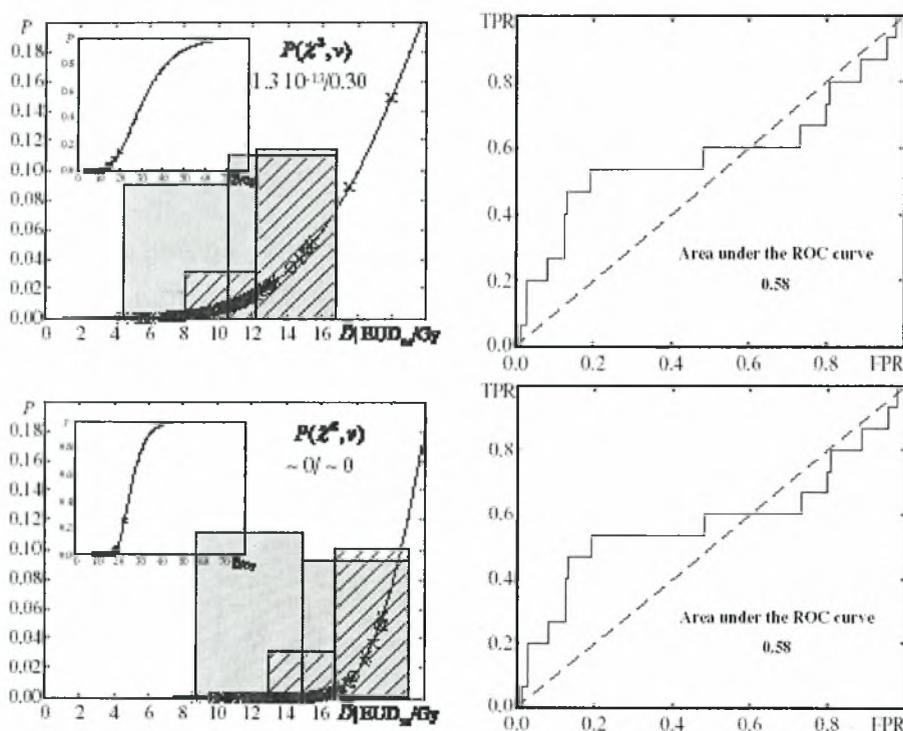 P
P(χ², ν)
1.3 10⁻¹³/0.30
0.18
0.16
0.14
0.12
0.10
0.08
0.06
0.04
0.02
0.00
0 2 4 6 8 10 12 14 16
TPR
0.8
0.6
0.4
0.2
0.0
Area under the ROC curve
0.58
0.0 0.2 0.4 0.6 0.8 FPR
P
P(χ², ν)
~ 0/ ~ 0
0.18
0.16
0.14
0.12
0.10
0.08
0.06
0.04
0.02
0.00
0 2 4 6 8 10 12 14 16
TPR
0.8
0.6
0.4
0.2
0.0
Area under the ROC curve
0.58
0.0 0.2 0.4 0.6 0.8 FPR